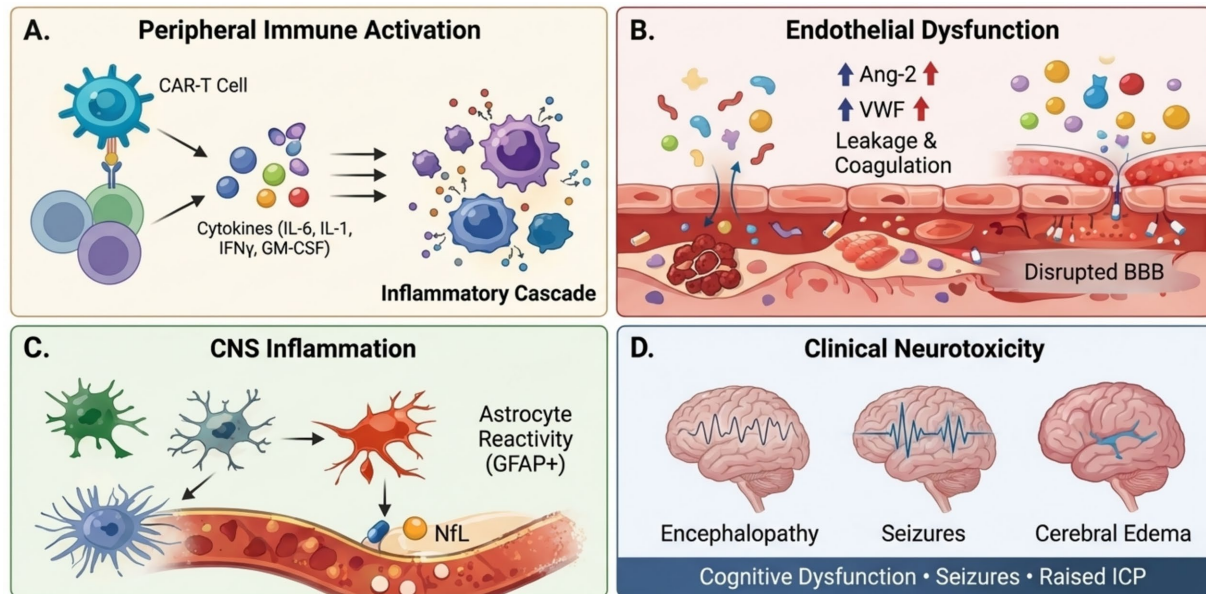 A. Peripheral Immune Activation
CAR-T Cell
Cytokines (IL-6, IL-1,
IFNγ, GM-CSF)
Inflammatory Cascade
B. Endothelial Dysfunction
Ang-2
VWF
Leakage &
Coagulation
Disrupted BBB
C. CNS Inflammation
Astrocyte
Reactivity
(GFAP+)
NfL
D. Clinical Neurotoxicity
Encephalopathy
Seizures
Cerebral Edema
Cognitive Dysfunction • Seizures • Raised ICP